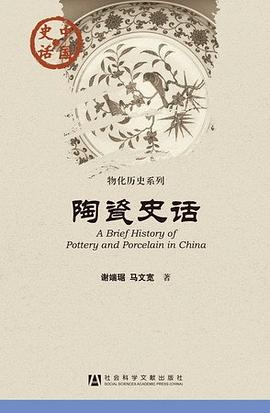 中国
史话
物化历史系列
陶瓷史话
A Brief History of
Pottery and Porcelain in China
谢端琚 马文宽 著
社会科学文献出版社
SOCIAL SCIENCES ACADEMIC PRESS (CHINA)